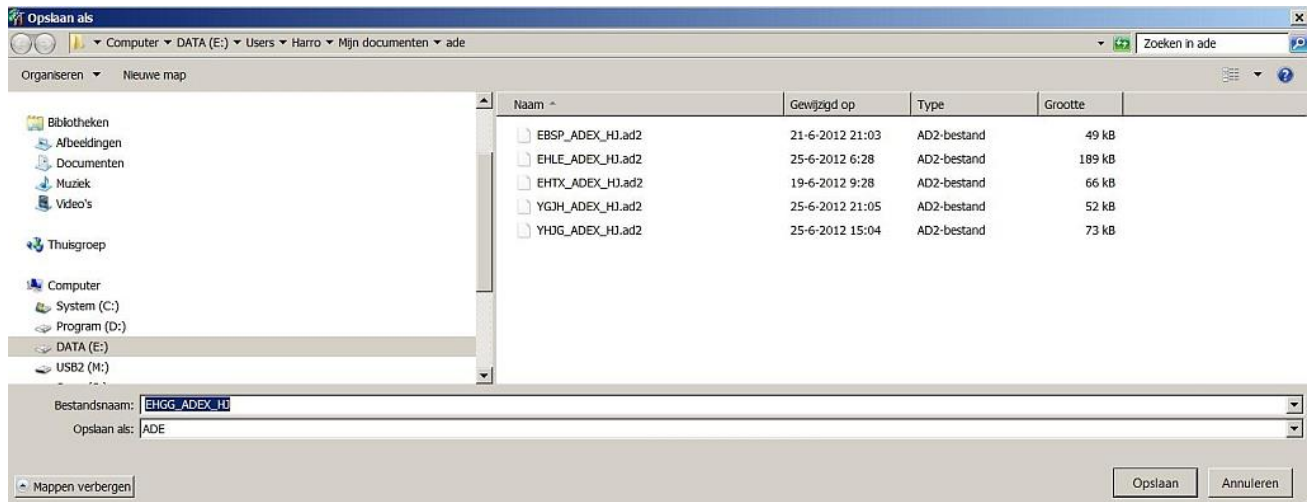 Opslaan als
Computer ▾ DATA (E:) ▾ Users ▾ Harro ▾ Mijn documenten ▾ ade
Zoeken in ade
Organiseren Nieuwe map
Bibliotheken
Afbeeldingen
Documenten
Muziek
Video's
Thuisgroep
Computer
System (C:)
Program (D:)
DATA (E:)
USB2 (M:)
Naam Gewijzigd op Type Grootte
EBSP_ADEX_HJ.ad2 21-6-2012 21:03 AD2-bestand 49 kB
EHLE_ADEX_HJ.ad2 25-6-2012 6:28 AD2-bestand 189 kB
EHTX_ADEX_HJ.ad2 19-6-2012 9:28 AD2-bestand 66 kB
YGJH_ADEX_HJ.ad2 25-6-2012 21:05 AD2-bestand 52 kB
YHJG_ADEX_HJ.ad2 25-6-2012 15:04 AD2-bestand 73 kB
Bestandsnaam: EHGG_ADEX_HJ
Opslaan als: ADE
Mappen verbergen
Opslaan Annuleren